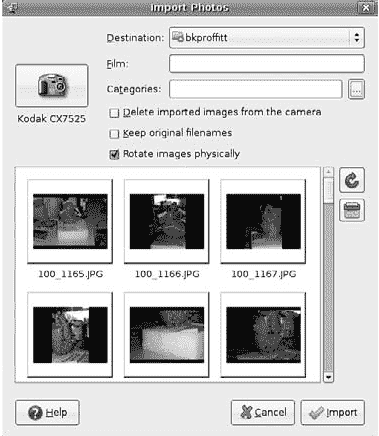 Import Photos
Destination: bkproffitt
Film:
Categories: ...
Kodak CX7525
Delete imported images from the camera
Keep original filenames
Rotate images physically
100_1165.JPG 100_1166.JPG 100_1167.JPG
Help Cancel Import